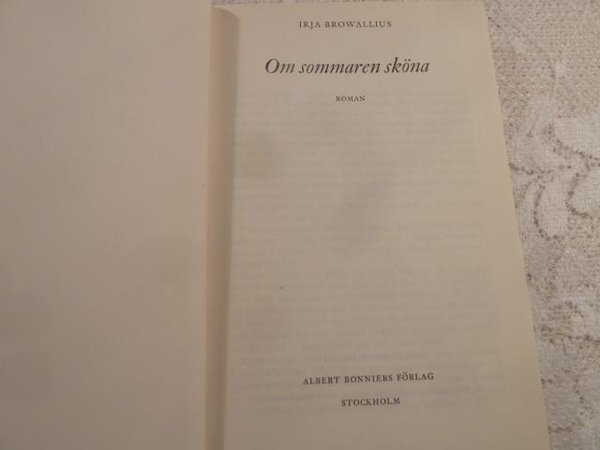 IRJA BROWALLIUS
Om sommaren sköna
ROMAN
ALBERT BONNIERS FÖRLAG
STOCKHOLM